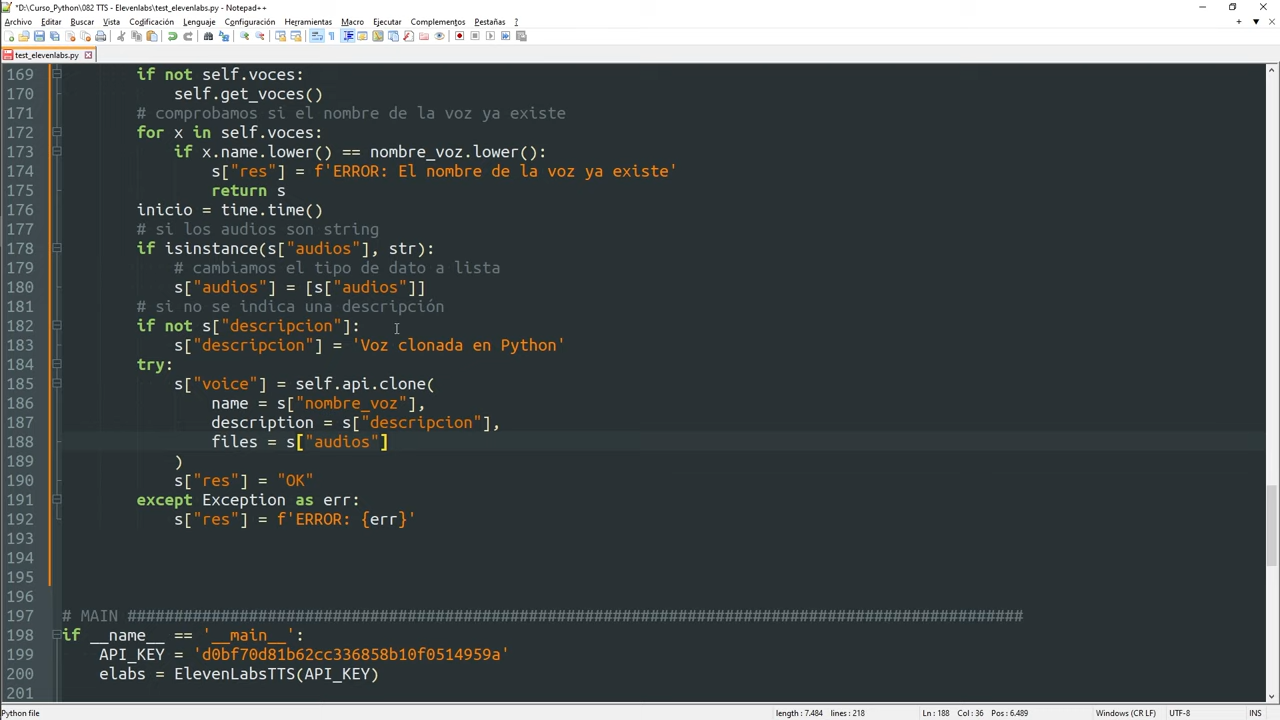 *D:\Curso_Python\082 TTS - Elevenlabs\test_elevenlabs.py - Notepad++
Archivo Editar Buscar Vista Codificación Lenguaje Configuración Herramientas Macro Ejecutar Complementos Pestañas ?
test_elevenlabs.py
169 if not self.voces:
170 self.get_voces()
171 # comprobamos si el nombre de la voz ya existe
172 for x in self.voces:
173 if x.name.lower() == nombre_voz.lower():
174 s["res"] = f'ERROR: El nombre de la voz ya existe'
175 return s
176 inicio = time.time()
177 # si los audios son string
178 if isinstance(s["audios"], str):
179 # cambiamos el tipo de dato a lista
180 s["audios"] = [s["audios"]]
181 # si no se indica una descripción
182 if not s["descripcion"]:
183 s["descripcion"] = 'Voz clonada en Python'
184 try:
185 s["voice"] = self.api.clone(
186 name = s["nombre_voz"],
187 description = s["descripcion"],
188 files = s["audios"]
189 )
190 s["res"] = "OK"
191 except Exception as err:
192 s["res"] = f'ERROR: {err}'
193
194
195
196
197 # MAIN ################################################################################################
198 if __name__ == '__main__':
199 API_KEY = 'd0bf70d81b62cc336858b10f0514959a'
200 elabs = ElevenLabsTTS(API_KEY)
201
Python file length : 7.484 lines : 218 Ln : 188 Col : 36 Pos : 6.489 Windows (CR LF) UTF-8 INS